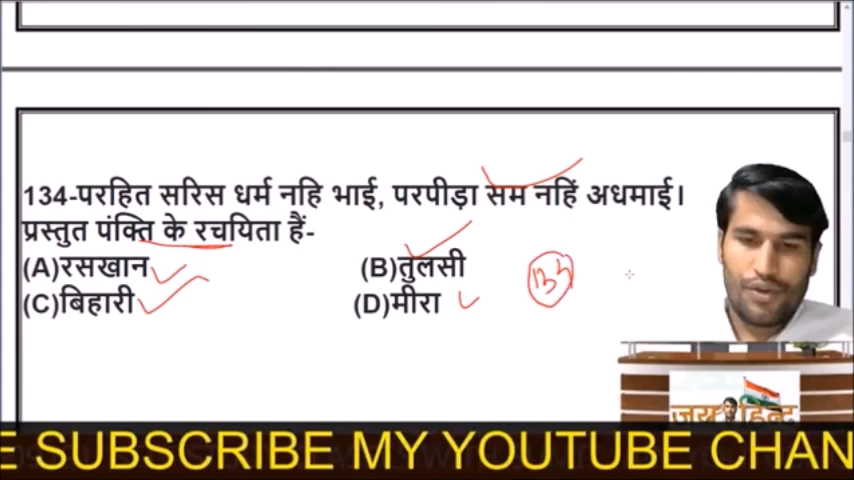 134-परहित सरिस धर्म नहि भाई, परपीड़ा सम नहिं अधमाई।
प्रस्तुत पंक्ति के रचयिता हैं-
(A)रसखान (B)तुलसी
(C)बिहारी (D)मीरा
हिन्द
E SUBSCRIBE MY YOUTUBE CHAN